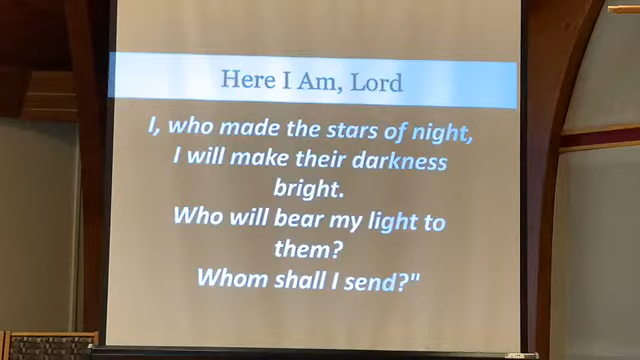 Here I Am, Lord
I, who made the stars of night,
I will make their darkness
bright.
Who will bear my light to
them?
Whom shall I send?"